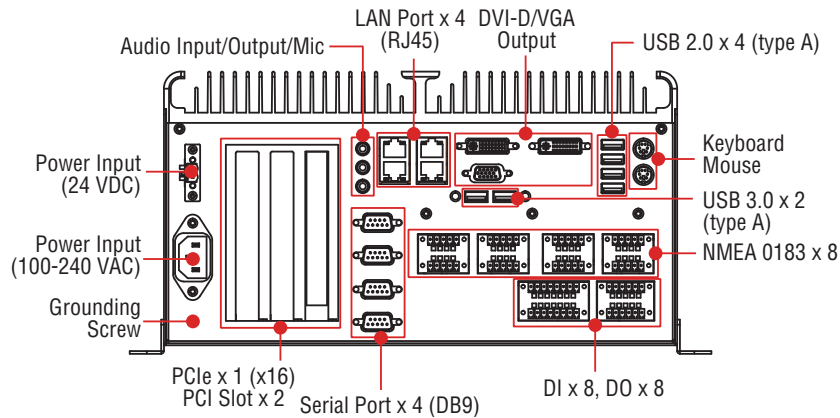 LAN Port x 4
(RJ45)
DVI-D/VGA
Output
Audio Input/Output/Mic
USB 2.0 x 4 (type A)
Power Input
(24 VDC)
Keyboard
Mouse
USB 3.0 x 2
(type A)
Power Input
(100-240 VAC)
NMEA 0183 x 8
Grounding
Screw
PCIe x 1 (x16)
PCI Slot x 2
Serial Port x 4 (DB9)
DI x 8, DO x 8